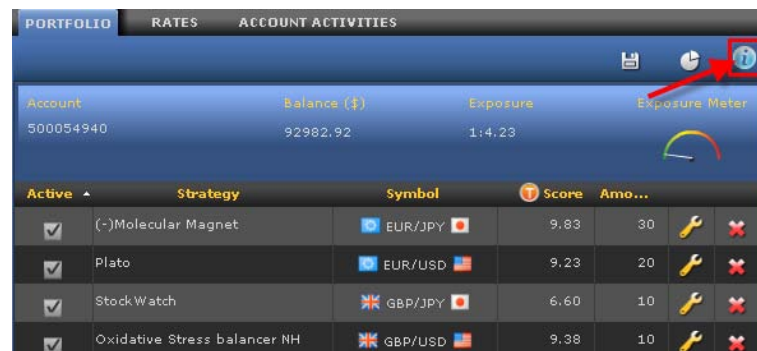 PORTFOLIO RATES ACCOUNT ACTIVITIES
Account Balance ($) Exposure Exposure Meter
500054940 92982.92 1:4.23
Active Strategy Symbol T Score Amo...
(-)Molecular Magnet EUR/JPY 9.83 30
Plato EUR/USD 9.23 20
StockWatch GBP/JPY 6.60 10
Oxidative Stress balancer NH GBP/USD 9.38 10